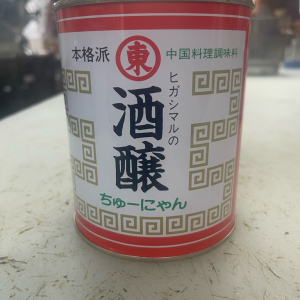 本格派
東
中国料理調味料
ヒガシマルの
酒醸
ちゅーにゃん